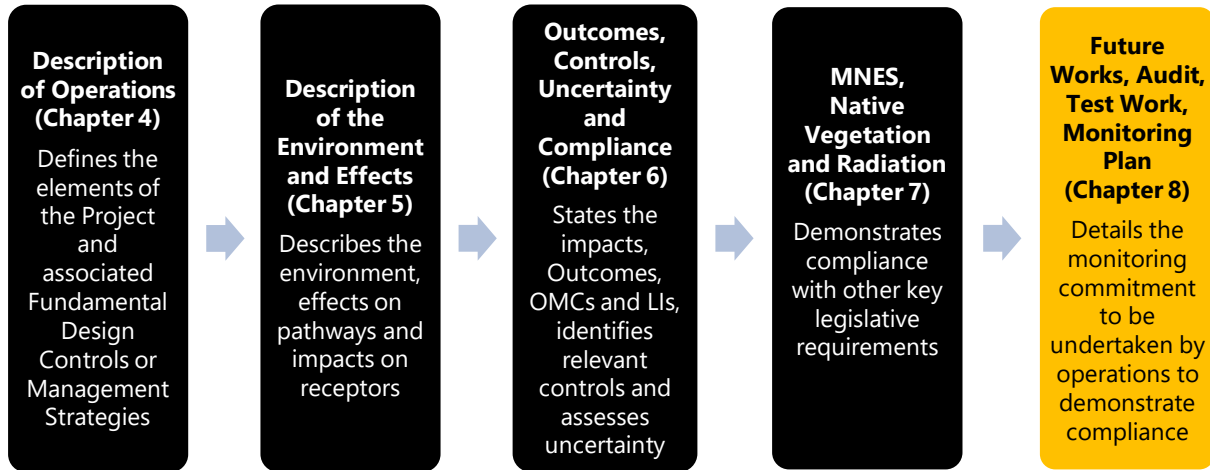 Description
of Operations
(Chapter 4)
Defines the
elements of
the Project
and
associated
Fundamental
Design
Controls or
Management
Strategies
Description
of the
Environment
and Effects
(Chapter 5)
Describes the
environment,
effects on
pathways and
impacts on
receptors
Outcomes,
Controls,
Uncertainty
and
Compliance
(Chapter 6)
States the
impacts,
Outcomes,
OMCs and LIs,
identifies
relevant
controls and
assesses
uncertainty
MNES,
Native
Vegetation
and Radiation
(Chapter 7)
Demonstrates
compliance
with other key
legislative
requirements
Future
Works, Audit,
Test Work,
Monitoring
Plan
(Chapter 8)
Details the
monitoring
commitment
to be
undertaken by
operations to
demonstrate
compliance